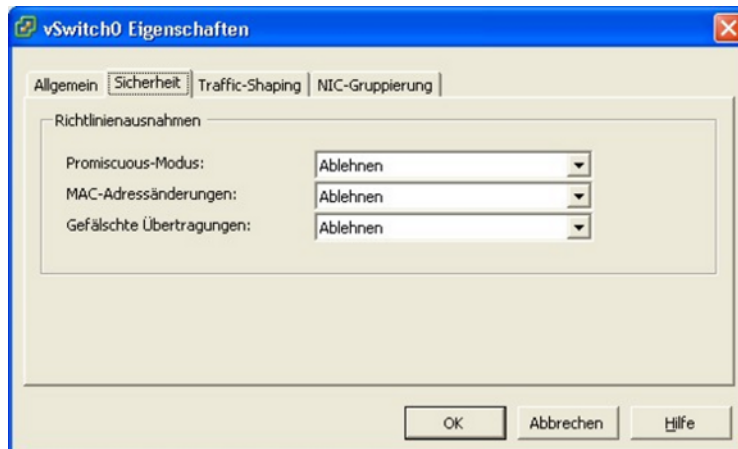 vSwitch0 Eigenschaften
Allgemein Sicherheit Traffic-Shaping NIC-Gruppierung
Richtlinienausnahmen
Promiscuous-Modus: Ablehnen
MAC-Adressänderungen: Ablehnen
Gefälschte Übertragungen: Ablehnen
OK Abbrechen Hilfe